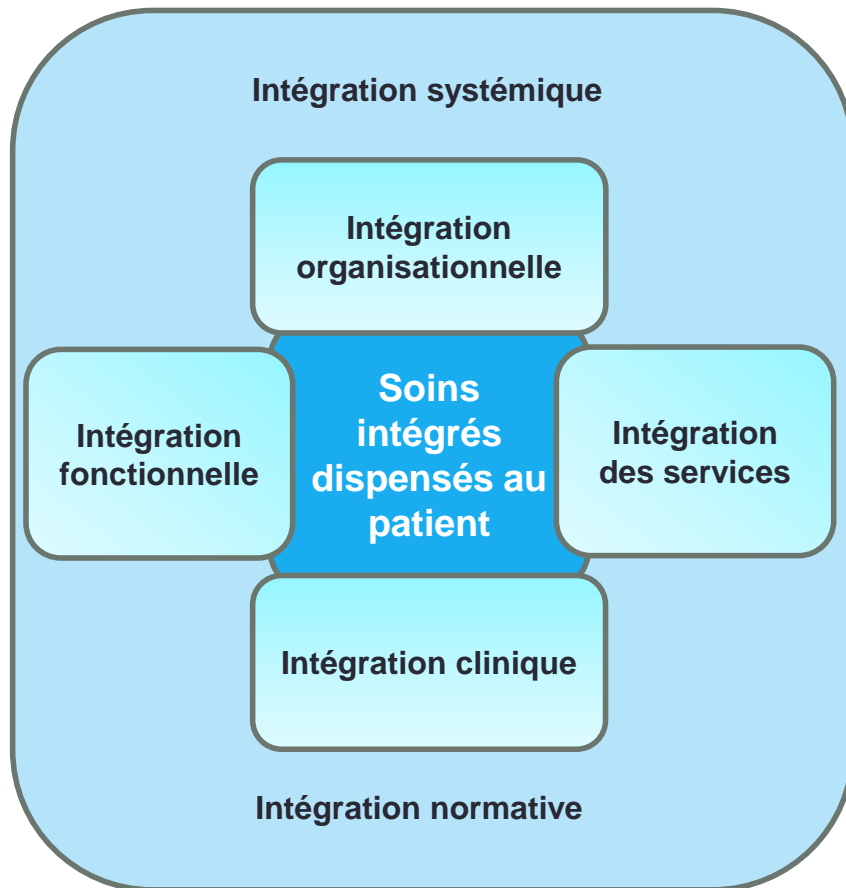 Intégration systémique
Intégration
organisationnelle
Intégration
fonctionnelle
Soins
intégrés
dispensés au
patient
Intégration
des services
Intégration clinique
Intégration normative